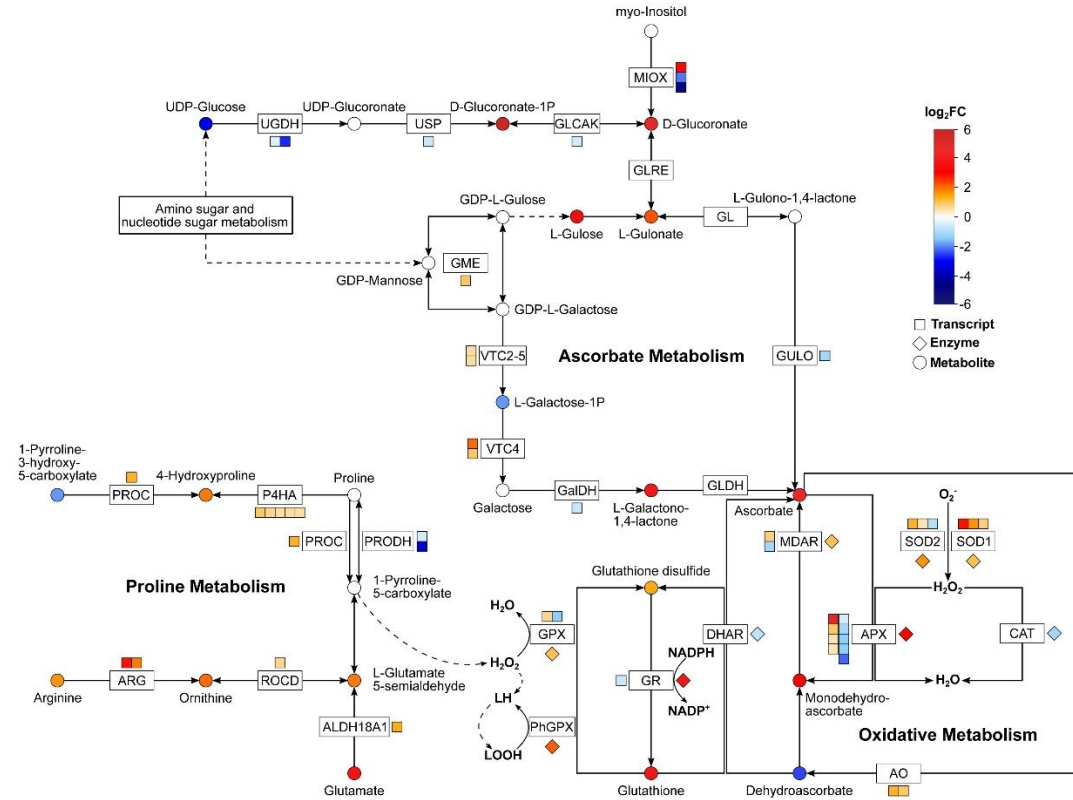 myo-Inositol
MIOX
UDP-Glucose
UDP-Glucoronate
D-Glucoronate-1P
UGDH
USP
GLCAK
D-Glucoronate
GLRE
log2FC
6
4
2
0
-2
-4
-6
Transcript
Enzyme
Metabolite
Amino sugar and
nucleotide sugar metabolism
GDP-L-Gulose
L-Gulose
L-Gulonate
GL
L-Gulono-1,4-lactone
GDP-Mannose
GME
GDP-L-Galactose
VTC2-5
Ascorbate Metabolism
GULO
L-Galactose-1P
VTC4
1-Pyrroline-
3-hydroxy-
5-carboxylate
4-Hydroxyproline
Proline
PROC
P4HA
Galactose
GalDH
L-Galactono-
1,4-lactone
GLDH
Ascorbate
O2-
PROC
PRODH
MDAR
SOD2
SOD1
Proline Metabolism
1-Pyrroline-
5-carboxylate
Glutathione disulfide
H2O2
H2O
GPX
H2O2
DHAR
APX
CAT
NADPH
GR
NADP+
H2O
Arginine
ARG
Ornithine
ROCD
L-Glutamate
5-semialdehyde
LH
PhGPX
LOOH
Monodehydro-
ascorbate
ALDH18A1
Oxidative Metabolism
Glutamate
Glutathione
Dehydroascorbate
AO